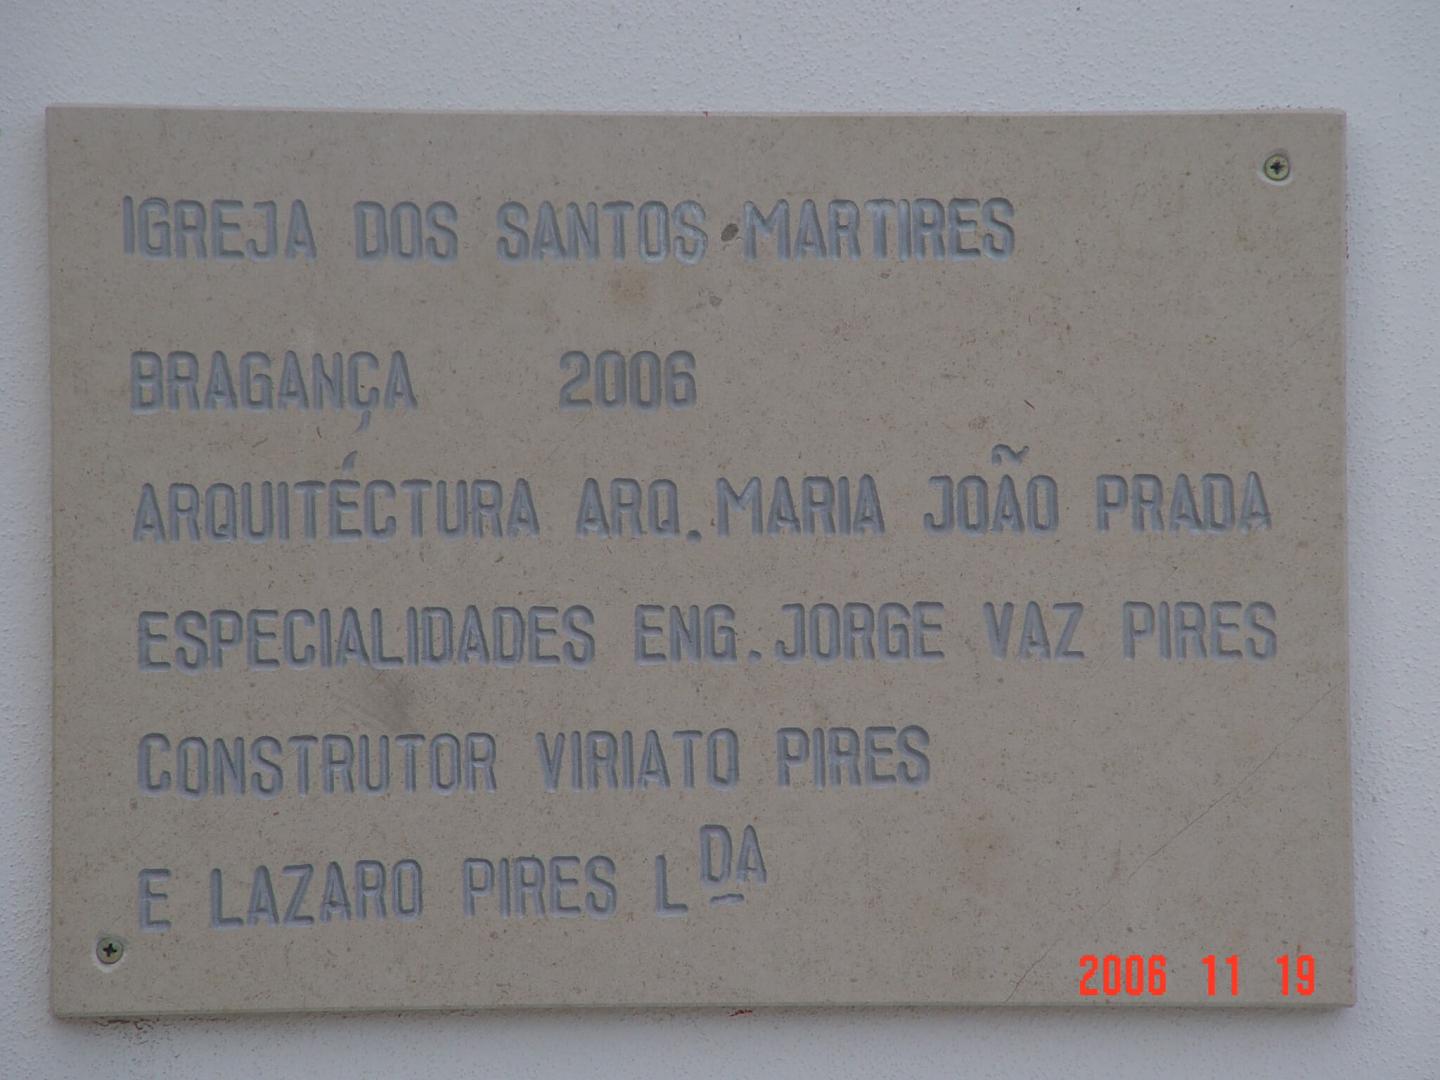 IGREJA DOS SANTOS MARTIRES
BRAGANÇA 2006
ARQUITÉCTURA ARQ. MARIA JOÃO PRADA
ESPECIALIDADES ENG. JORGE VAZ PIRES
CONSTRUTOR VIRIATO PIRES
E LAZARO PIRES LDA
2006 11 19